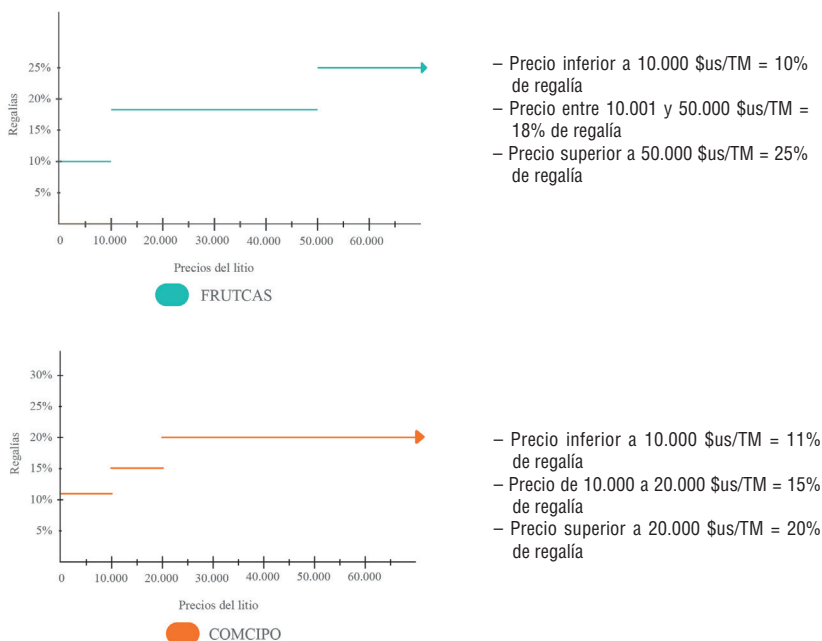 25%
20%
15%
10%
5%
Regalías
0 10.000 20.000 30.000 40.000 50.000 60.000
Precios del litio
FRUTCAS
– Precio inferior a 10.000 $us/TM = 10%
de regalía
– Precio entre 10.001 y 50.000 $us/TM =
18% de regalía
– Precio superior a 50.000 $us/TM = 25%
de regalía
30%
25%
20%
15%
10%
5%
Regalías
0 10.000 20.000 30.000 40.000 50.000 60.000
Precios del litio
COMCIPO
– Precio inferior a 10.000 $us/TM = 11%
de regalía
– Precio de 10.000 a 20.000 $us/TM = 15%
de regalía
– Precio superior a 20.000 $us/TM = 20%
de regalía